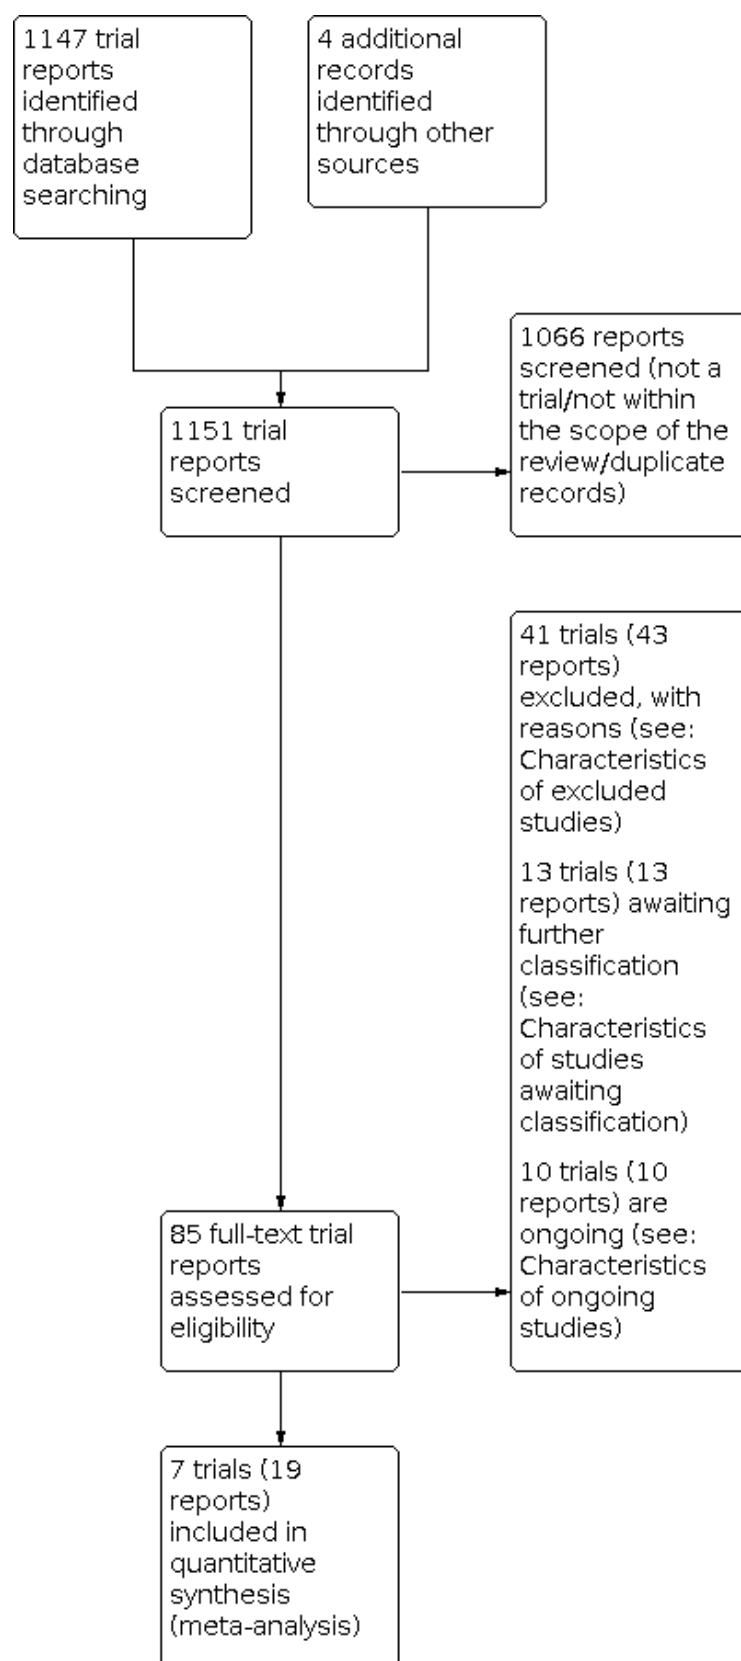 1147 trial
reports
identified
through
database
searching
4 additional
records
identified
through other
sources
1066 reports
screened (not a
trial/not within
the scope of the
review/duplicate
records)
1151 trial
reports
screened
41 trials (43
reports)
excluded, with
reasons (see:
Characteristics
of excluded
studies)
13 trials (13
reports) awaiting
further
classification
(see:
Characteristics
of studies
awaiting
classification)
10 trials (10
reports) are
ongoing (see:
Characteristics
of ongoing
studies)
85 full-text trial
reports
assessed for
eligibility
7 trials (19
reports)
included in
quantitative
synthesis
(meta-analysis)